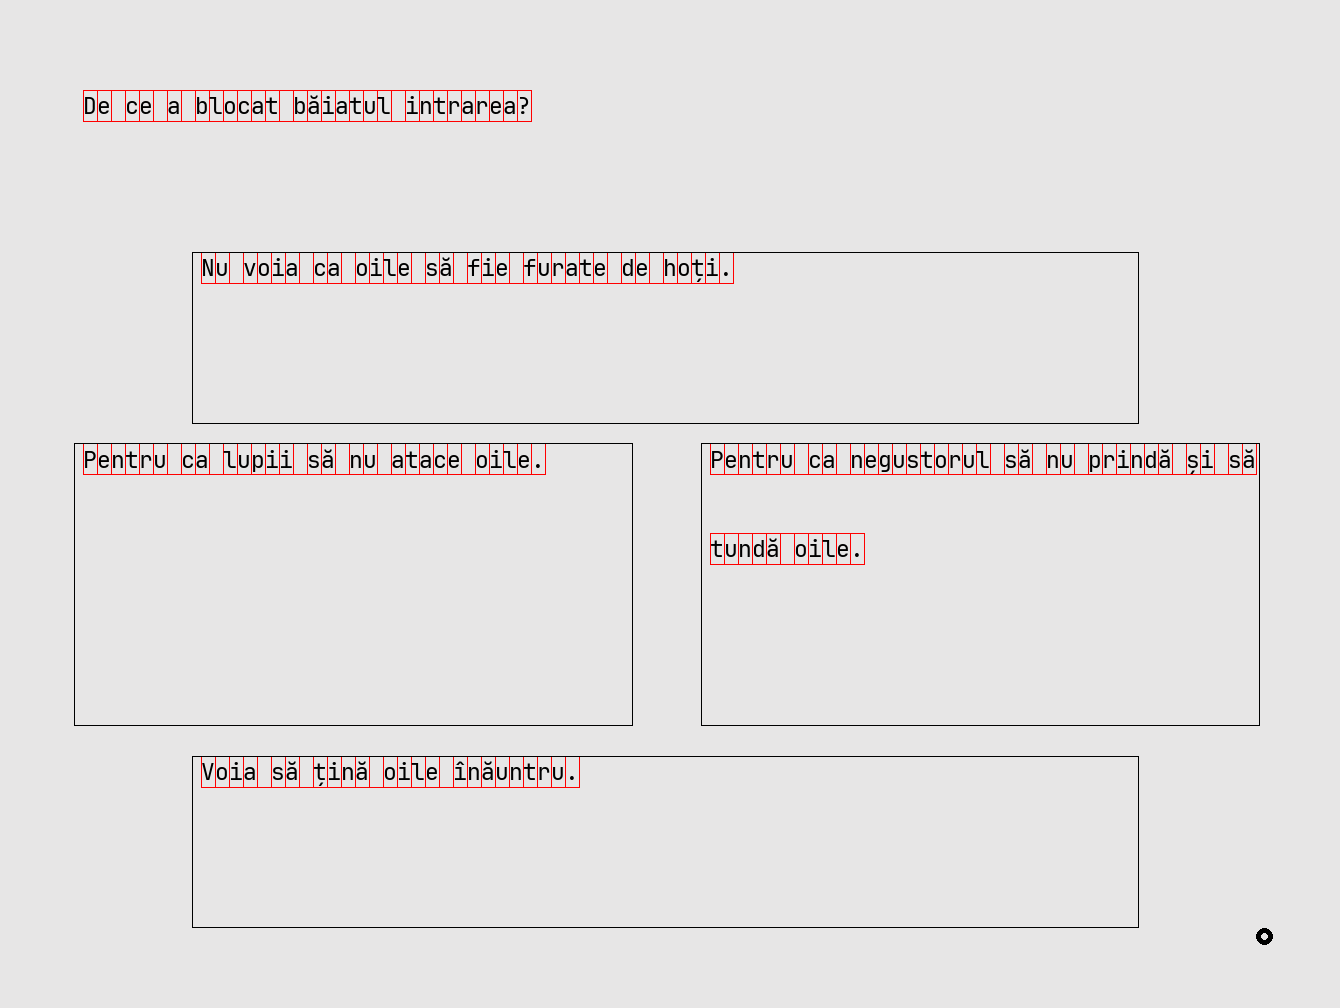 De ce a blocat băiatul intrarea?
Nu voia ca oile să fie furate de hoți.
Pentru ca lupii să nu atace oile.
Pentru ca negustorul să nu prindă și să
tundă oile.
Voia să țină oile înăuntru.